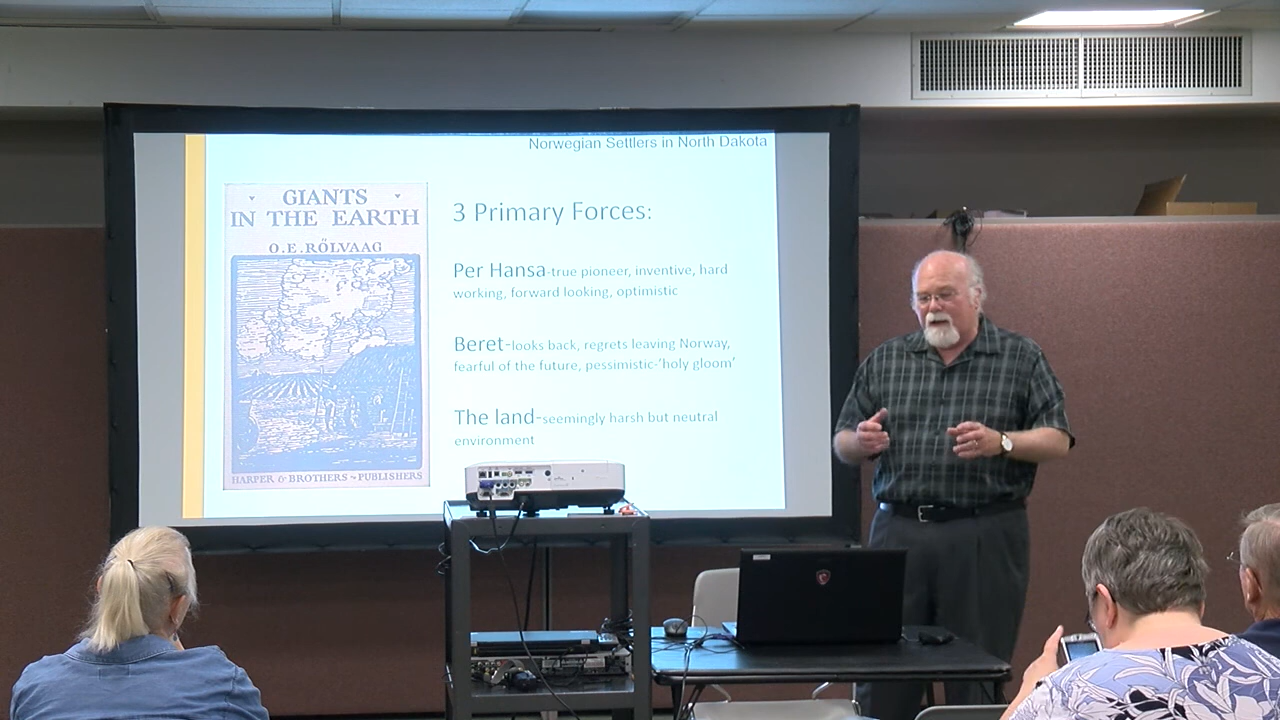 Norwegian Settlers in North Dakota
GIANTS
IN THE EARTH
O.E.RÖLVAAG
HARPER & BROTHERS ~ PUBLISHERS
3 Primary Forces:
Per Hansa-true pioneer, inventive, hard
working, forward looking, optimistic
Beret-looks back, regrets leaving Norway,
fearful of the future, pessimistic-'holy gloom'
The land-seemingly harsh but neutral
environment